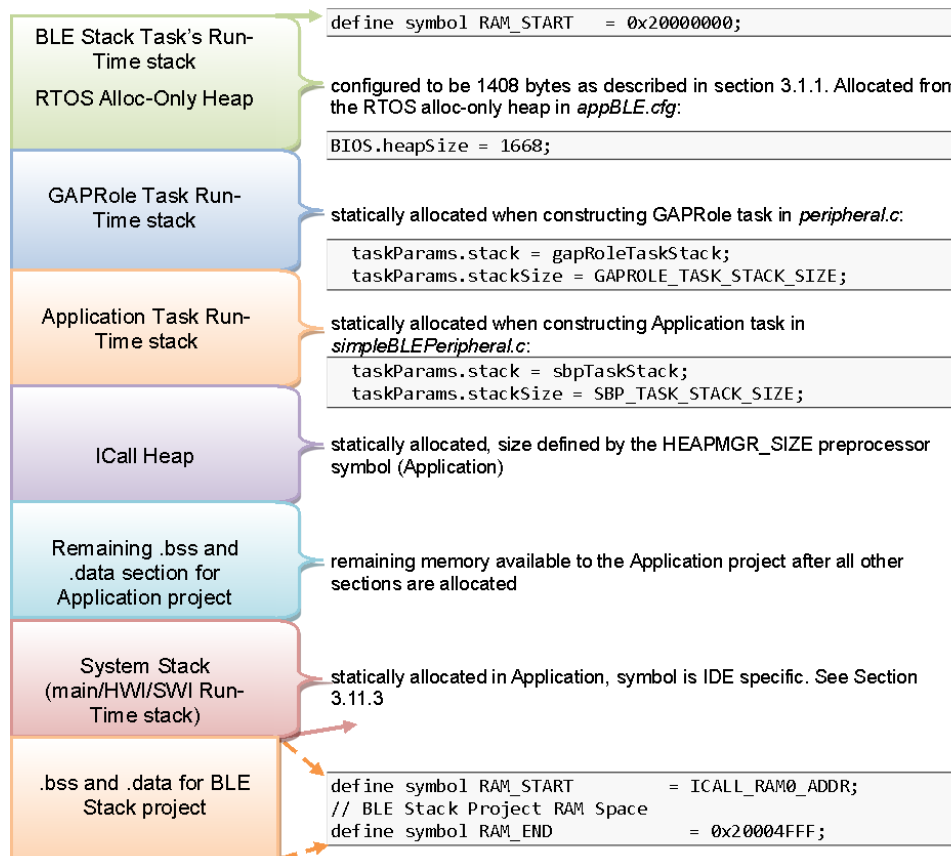 BLE Stack Task's Run-
Time stack
RTOS Alloc-Only Heap
define symbol RAM_START = 0x20000000;
configured to be 1408 bytes as described in section 3.1.1. Allocated from
the RTOS alloc-only heap in appBLE.cfg:
BIOS.heapSize = 1668;
GAPRole Task Run-
Time stack
statically allocated when constructing GAPRole task in peripheral.c:
taskParams.stack = gapRoleTaskStack;
taskParams.stackSize = GAPROLE_TASK_STACK_SIZE;
Application Task Run-
Time stack
statically allocated when constructing Application task in
simpleBLEPeripheral.c:
taskParams.stack = sbpTaskStack;
taskParams.stackSize = SBP_TASK_STACK_SIZE;
ICall Heap
statically allocated, size defined by the HEAPMGR_SIZE preprocessor
symbol (Application)
Remaining .bss and
.data section for
Application project
remaining memory available to the Application project after all other
sections are allocated
System Stack
(main/HWI/SWI Run-
Time stack)
statically allocated in Application, symbol is IDE specific. See Section
3.11.3
.bss and .data for BLE
Stack project
define symbol RAM_START = ICALL_RAM0_ADDR;
// BLE Stack Project RAM Space
define symbol RAM_END = 0x20004FFF;